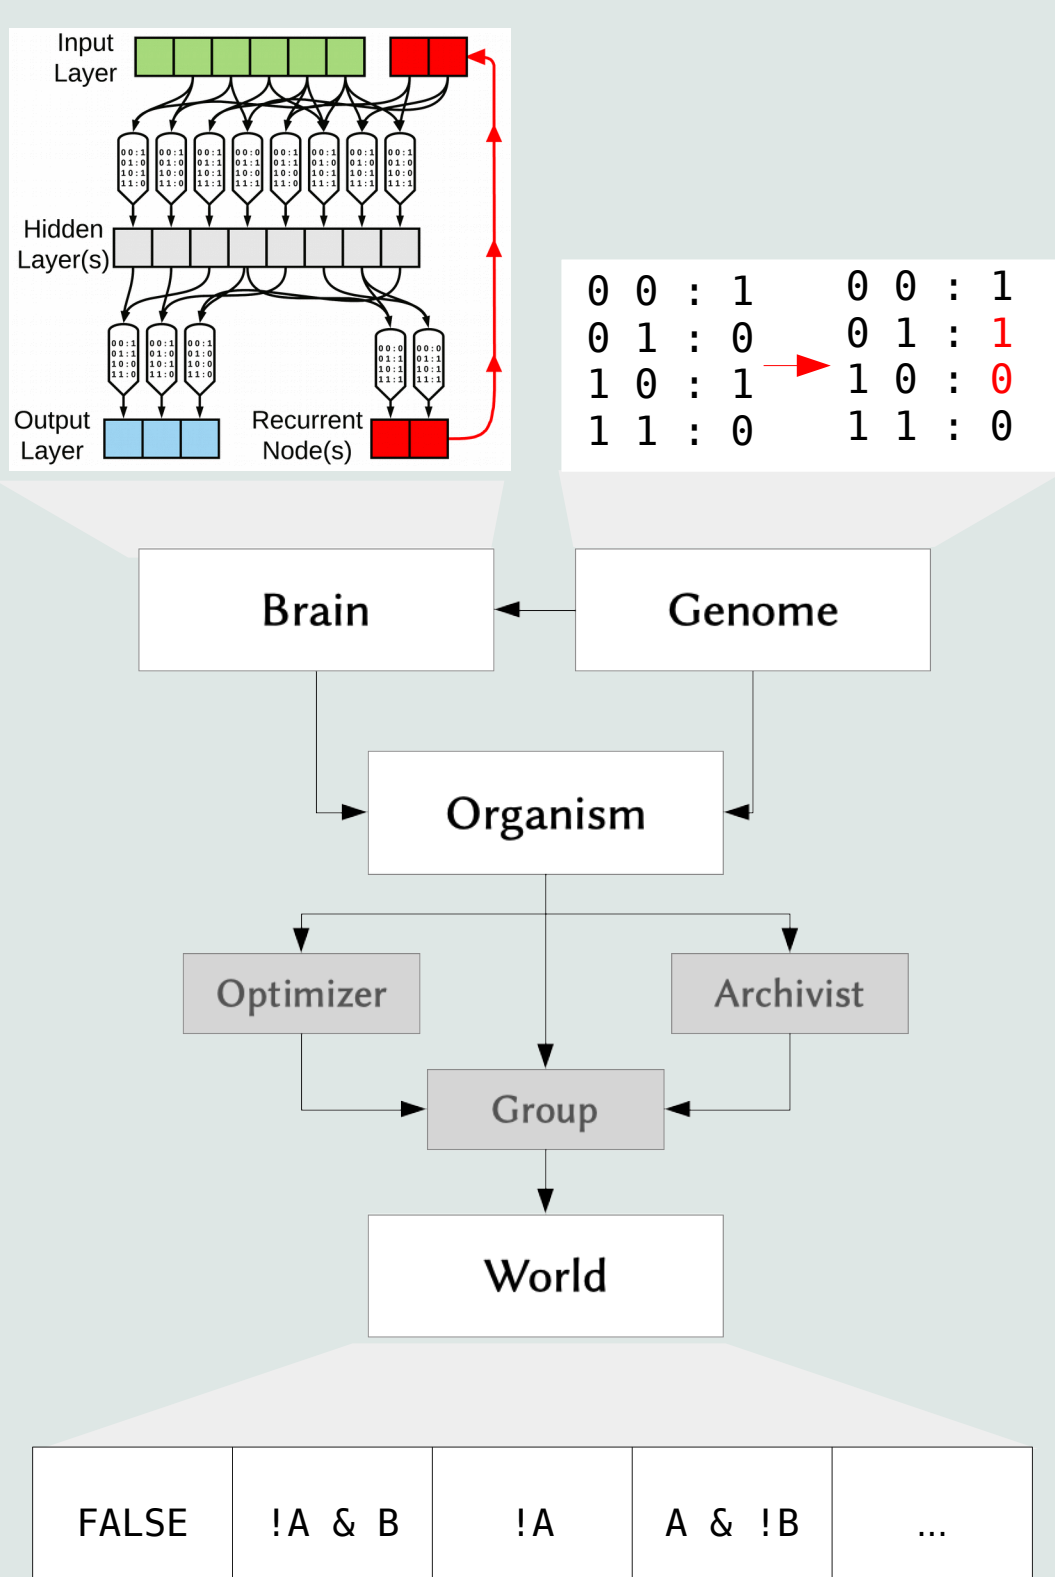 Input
Layer
Hidden
Layer(s)
Output
Layer
Recurrent
Node(s)
0 0 : 1
0 1 : 0
1 0 : 1
1 1 : 0
0 0 : 1
0 1 : 1
1 0 : 0
1 1 : 0
Brain
Genome
Organism
Optimizer
Archivist
Group
World
FALSE
!A & B
!A
A & !B
...